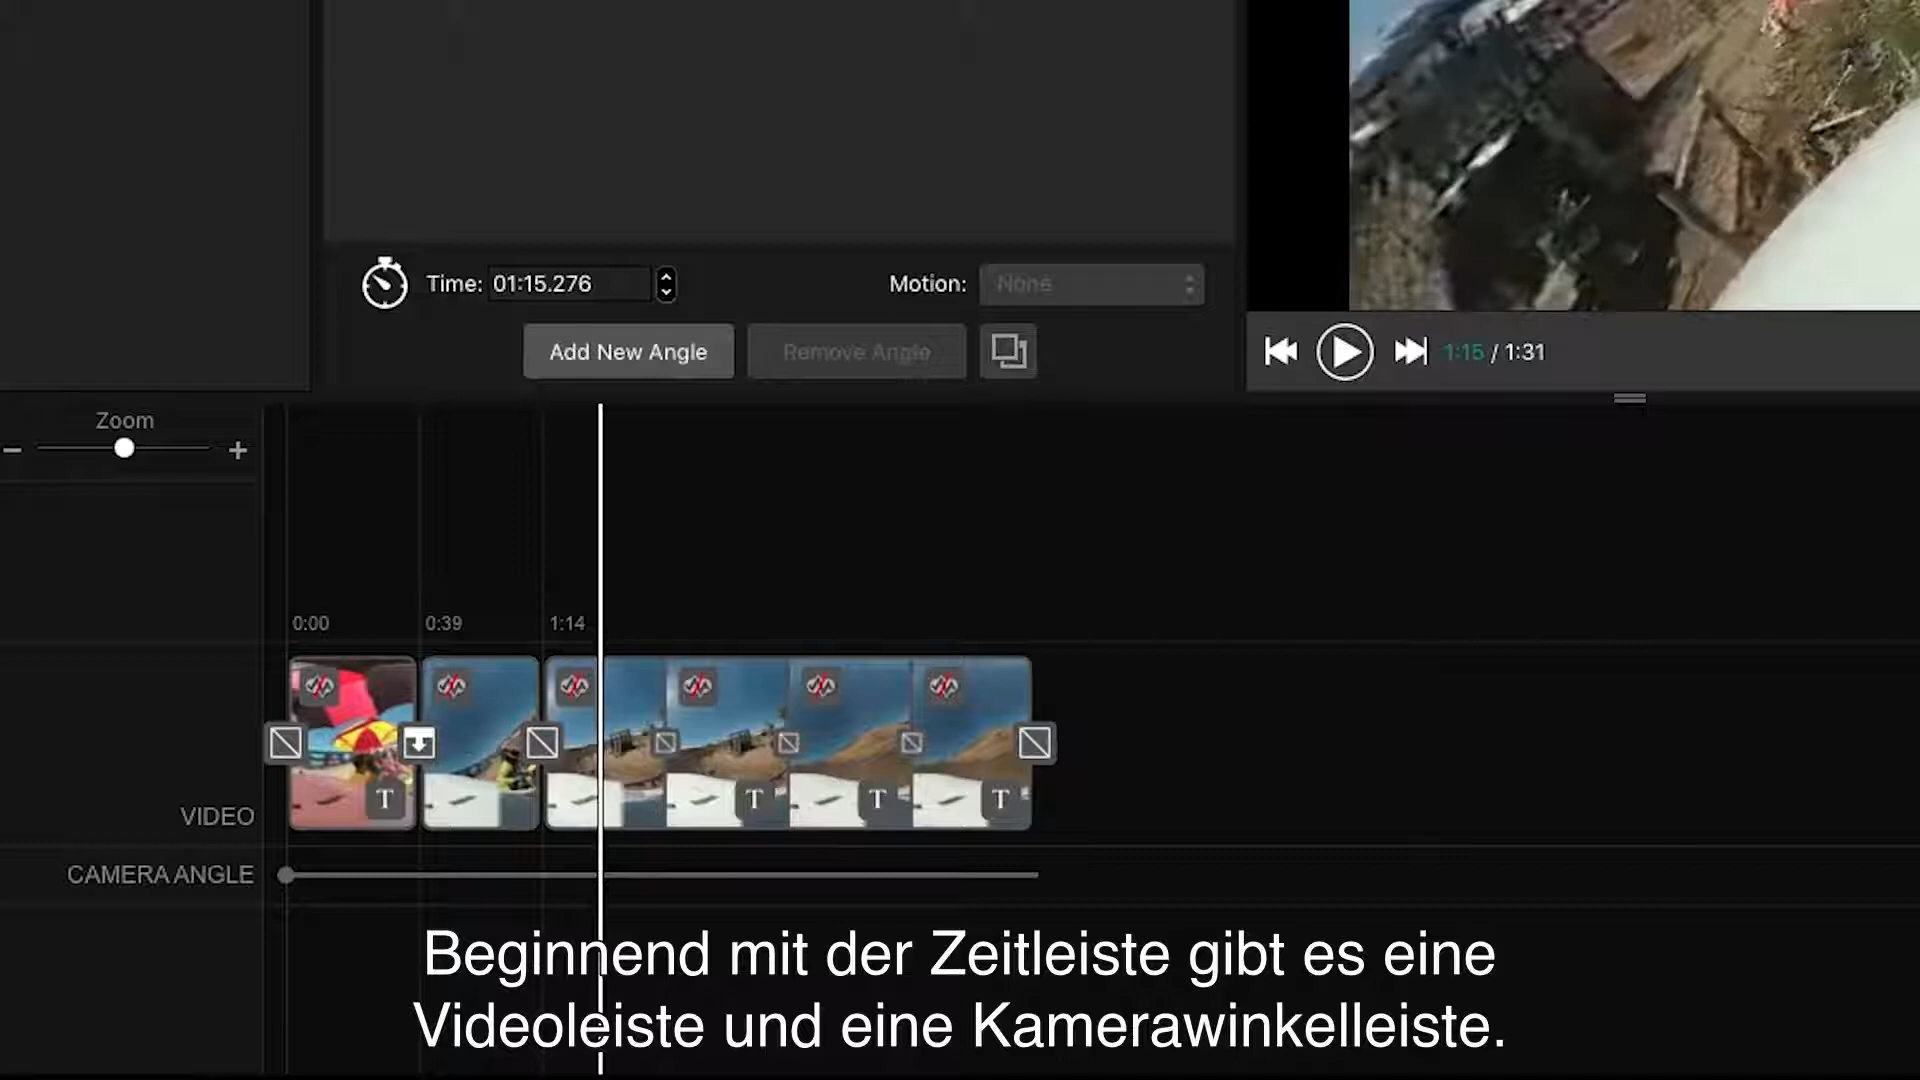 Time: 01:15.276
Motion: None
Add New Angle
Remove Angle
1:15 / 1:31
Zoom
0:00
0:39
1:14
T
T
T
T
VIDEO
CAMERA ANGLE
Beginnend mit der Zeitleiste gibt es eine
Videoleiste und eine Kamerawinkelleiste.